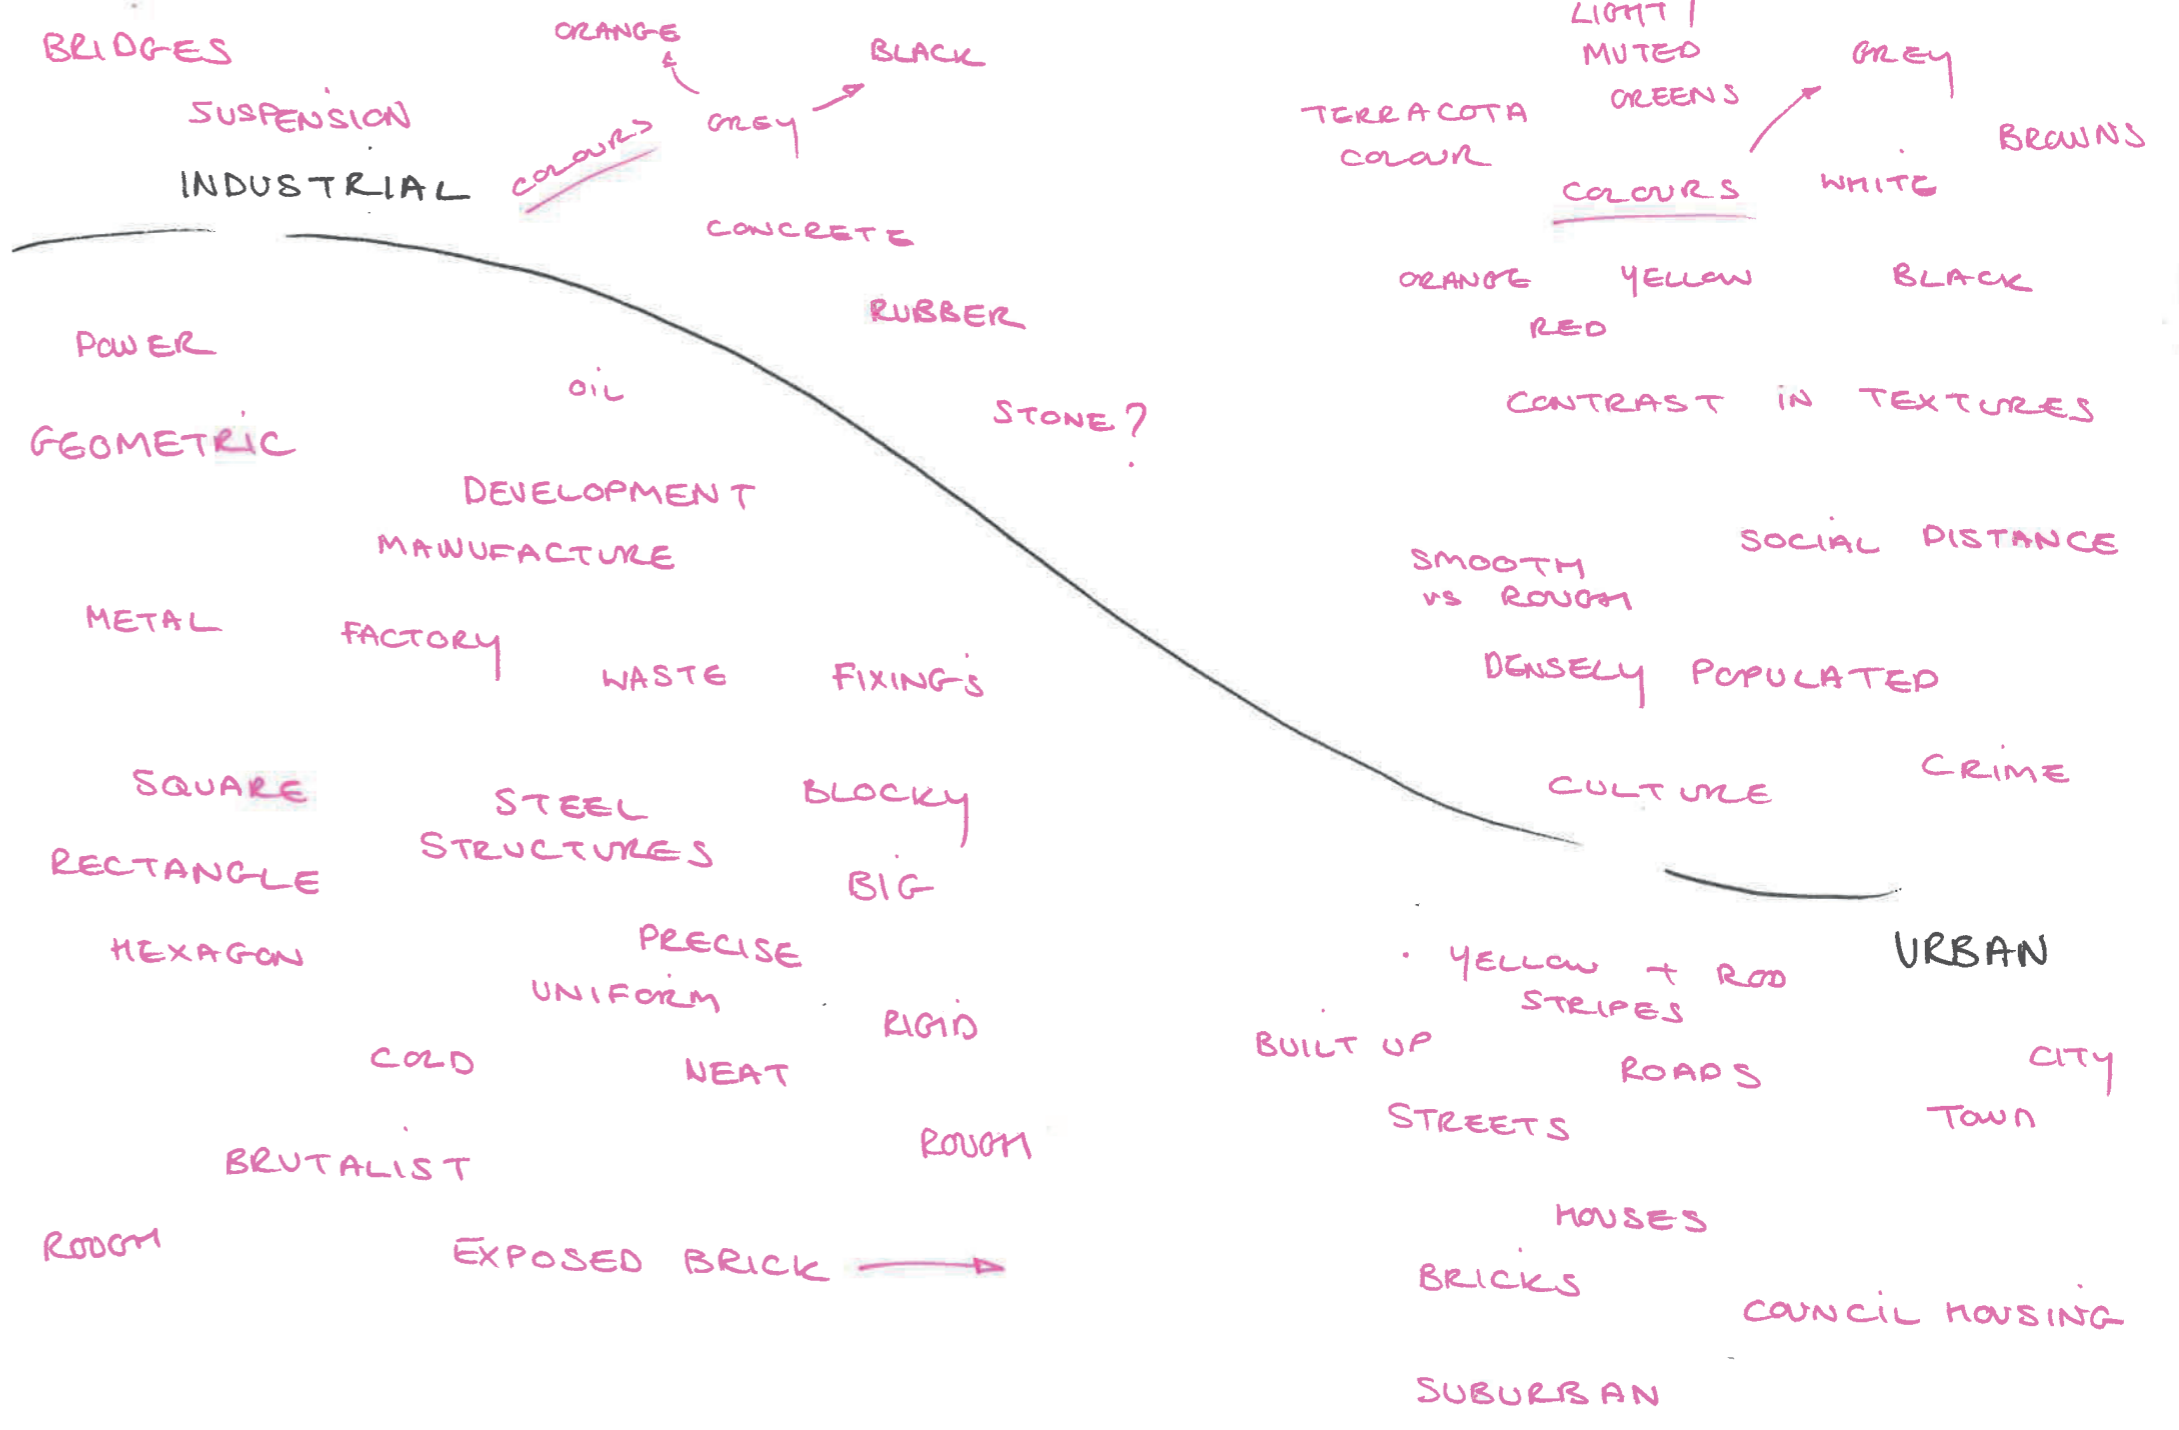 BRIDGES
SUSPENSION
INDUSTRIAL
COLOURS
ORANGE
GREY
BLACK
CONCRETE
RUBBER
STONE?
POWER
OIL
GEOMETRIC
DEVELOPMENT
MANUFACTURE
METAL
FACTORY
WASTE
FIXING'S
SQUARE
STEEL
STRUCTURES
BLOCKY
RECTANGLE
BIG
HEXAGON
PRECISE
UNIFORM
RIGID
COLD
NEAT
BRUTALIST
ROUGH
ROUGH
EXPOSED BRICK
LIGHT /
MUTED
GREENS
GREY
TERRACOTA
COLOUR
BROWNS
COLOURS
WHITE
ORANGE
YELLOW
BLACK
RED
CONTRAST IN TEXTURES
SOCIAL DISTANCE
SMOOTH
VS ROUGH
DENSELY POPULATED
CULTURE
CRIME
URBAN
YELLOW + RED
STRIPES
BUILT UP
ROADS
CITY
STREETS
TOWN
HOUSES
BRICKS
COUNCIL HOUSING
SUBURBAN